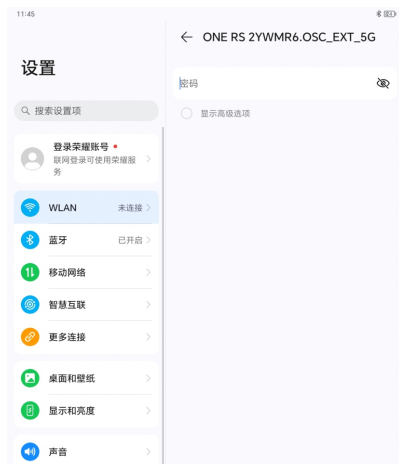 11:45
设置
搜索设置项
登录荣耀账号
联网登录可使用荣耀服
务
WLAN 未连接
蓝牙 已开启
移动网络
智慧互联
更多连接
桌面和壁纸
显示和亮度
声音
ONE RS 2YWMR6.OSC_EXT_5G
密码
显示高级选项